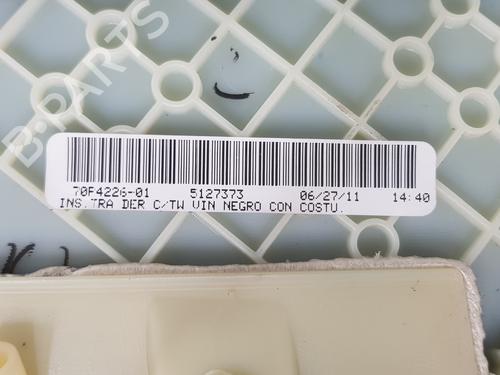 B-PARTS
70F4226-01 5127373 06/27/11 14:40
INS.TRA DER C/TW VIN NEGRO CON COSTU.